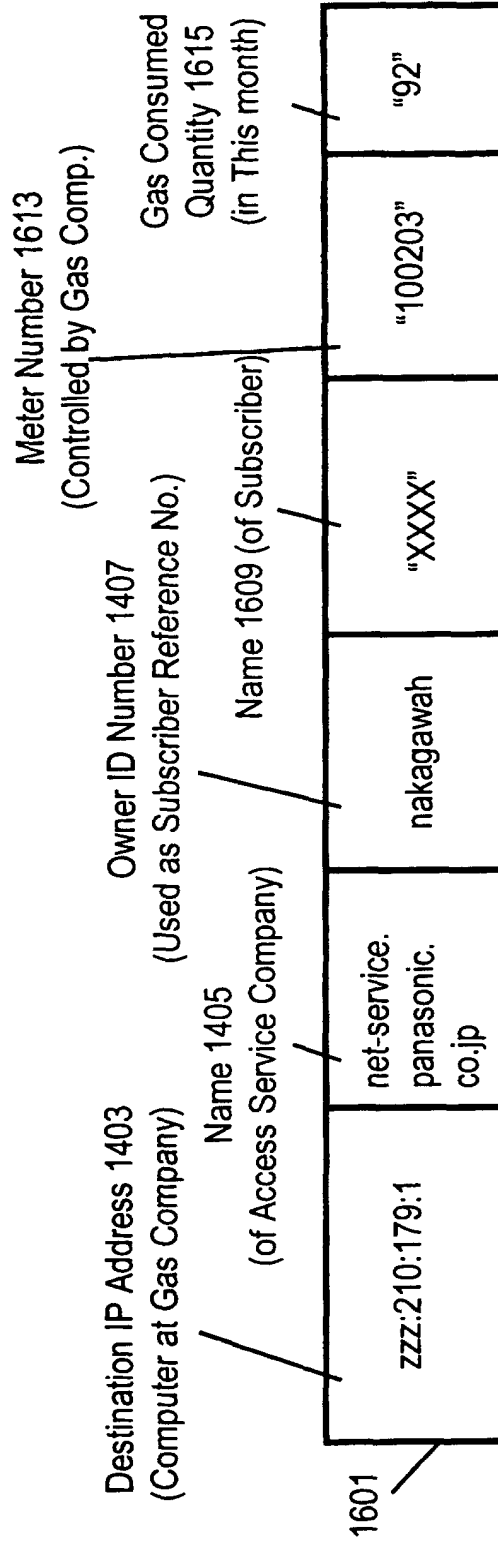 Destination IP Address 1403
(Computer at Gas Company)
Name 1405
(of Access Service Company)
Owner ID Number 1407
(Used as Subscriber Reference No.)
Name 1609 (of Subscriber)
Meter Number 1613
(Controlled by Gas Comp.)
Gas Consumed
Quantity 1615
(in This month)
1601
zzz:210:179:1
net-service.
panasonic.
co.jp
nakagawah
“XXXX”
“100203”
“92”